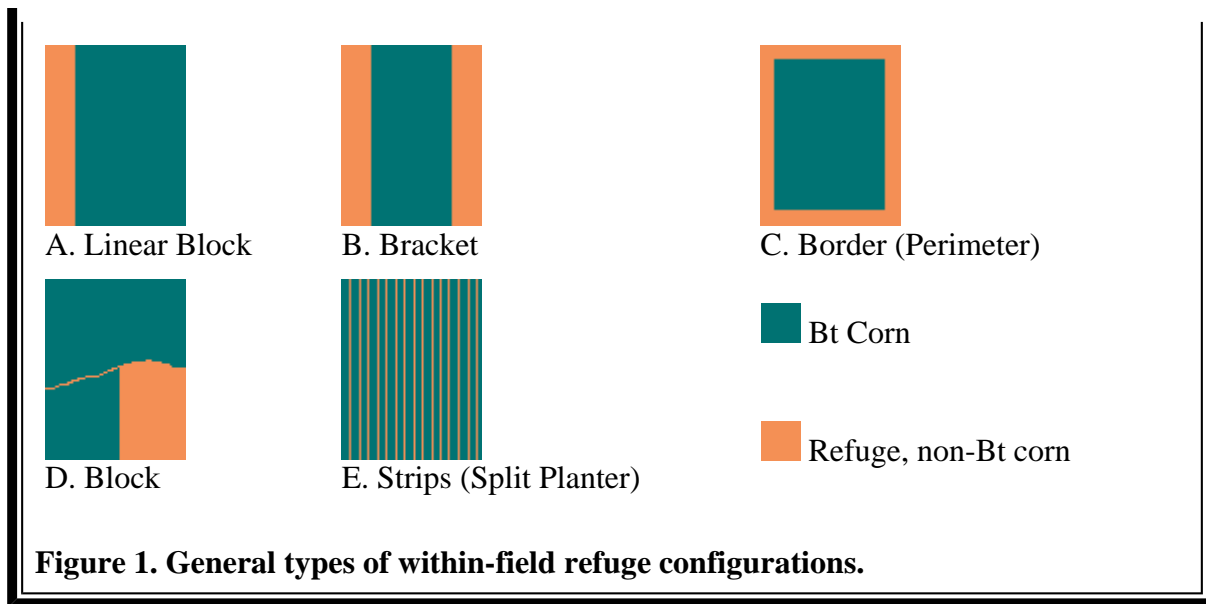 A. Linear Block
B. Bracket
C. Border (Perimeter)
Bt Corn
D. Block
E. Strips (Split Planter)
Refuge, non-Bt corn
Figure 1. General types of within-field refuge configurations.